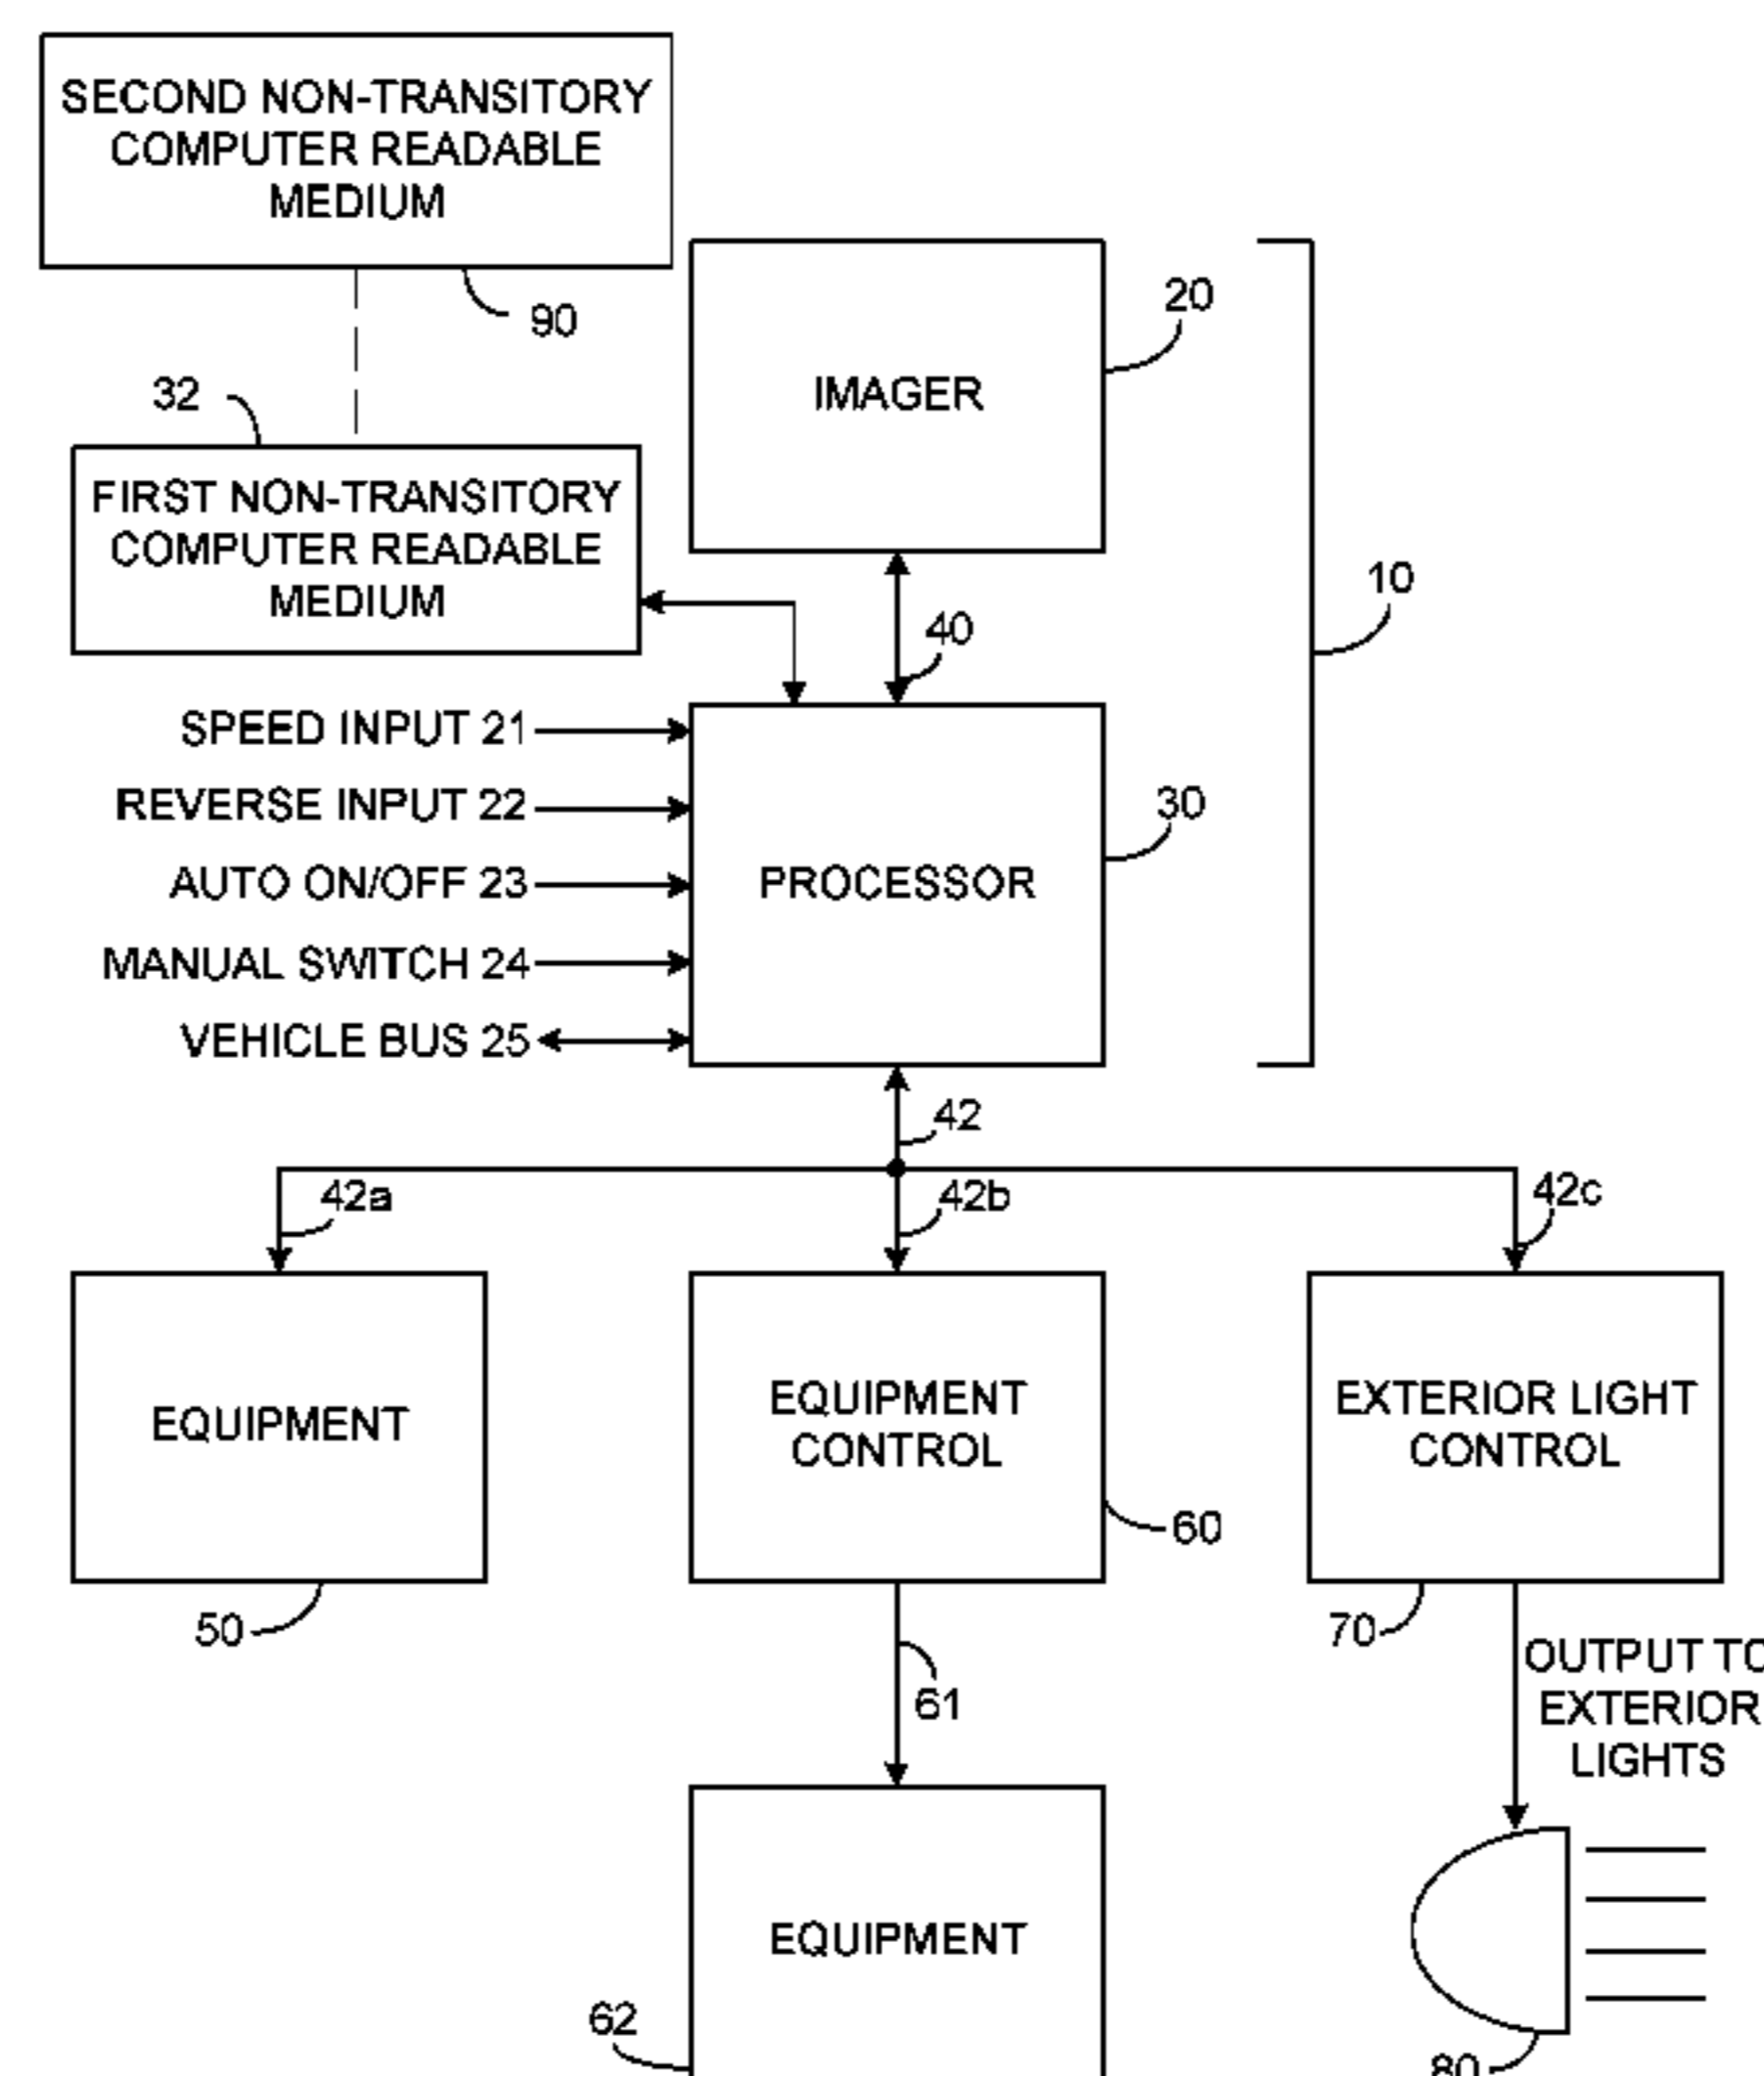 SECOND NON-TRANSITORY
COMPUTER READABLE
MEDIUM
90
20
IMAGER
32
FIRST NON-TRANSITORY
COMPUTER READABLE
MEDIUM
10
40
SPEED INPUT 21
REVERSE INPUT 22
AUTO ON/OFF 23
MANUAL SWITCH 24
VEHICLE BUS 25
30
PROCESSOR
42
42a
42b
42c
EQUIPMENT
EQUIPMENT
CONTROL
EXTERIOR LIGHT
CONTROL
60
50
70
61
OUTPUT TO
EXTERIOR
LIGHTS
EQUIPMENT
62
80